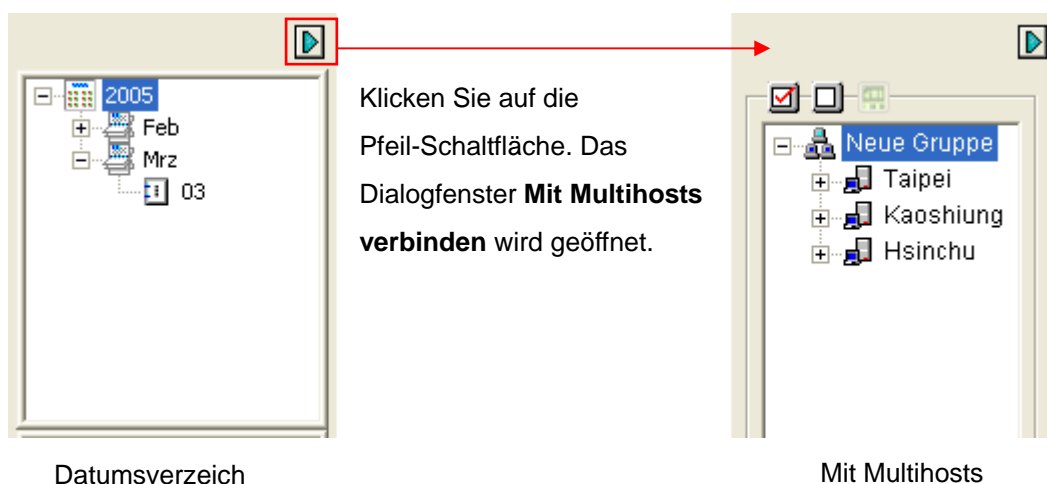 2005
Feb
Mrz
03
Klicken Sie auf die
Pfeil-Schaltfläche. Das
Dialogfenster Mit Multihosts
verbinden wird geöffnet.
Neue Gruppe
Taipei
Kaoshiung
Hsinchu
Datumsverzeich
Mit Multihosts